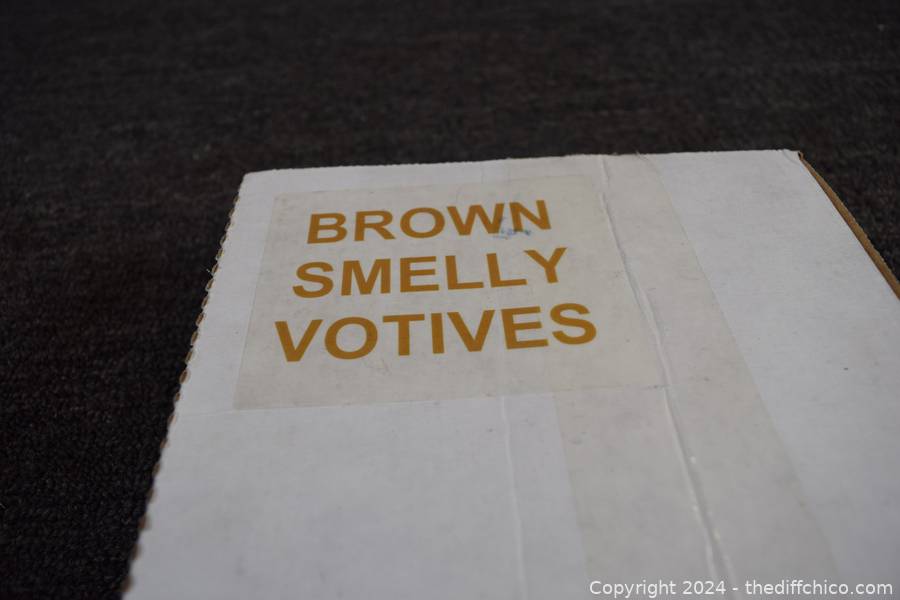 BROWN
SMELLY
VOTIVES
Copyright 2024 - thediffchico.com